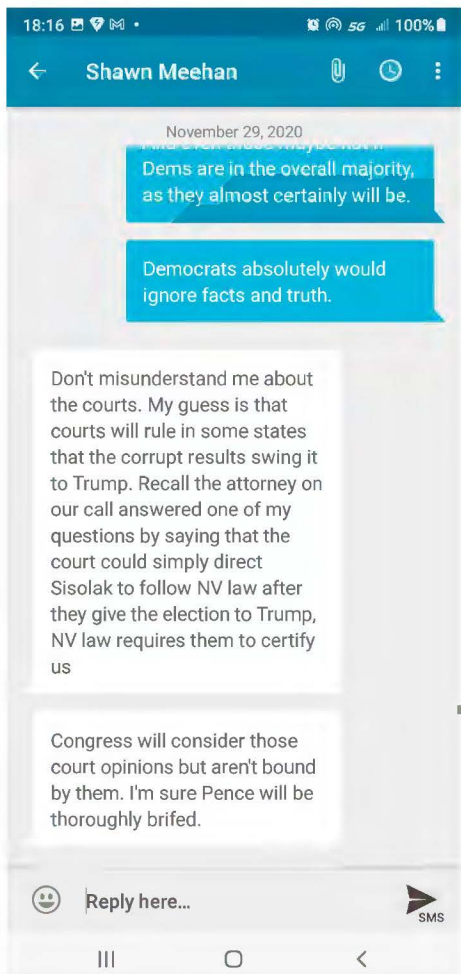 18:16
5G
100%
Shawn Meehan
November 29, 2020
Dems are in the overall majority,
as they almost certainly will be.
Democrats absolutely would
ignore facts and truth.
Don't misunderstand me about
the courts. My guess is that
courts will rule in some states
that the corrupt results swing it
to Trump. Recall the attorney on
our call answered one of my
questions by saying that the
court could simply direct
Sisolak to follow NV law after
they give the election to Trump,
NV law requires them to certify
us
Congress will consider those
court opinions but aren't bound
by them. I'm sure Pence will be
thoroughly brifed.
Reply here...
SMS